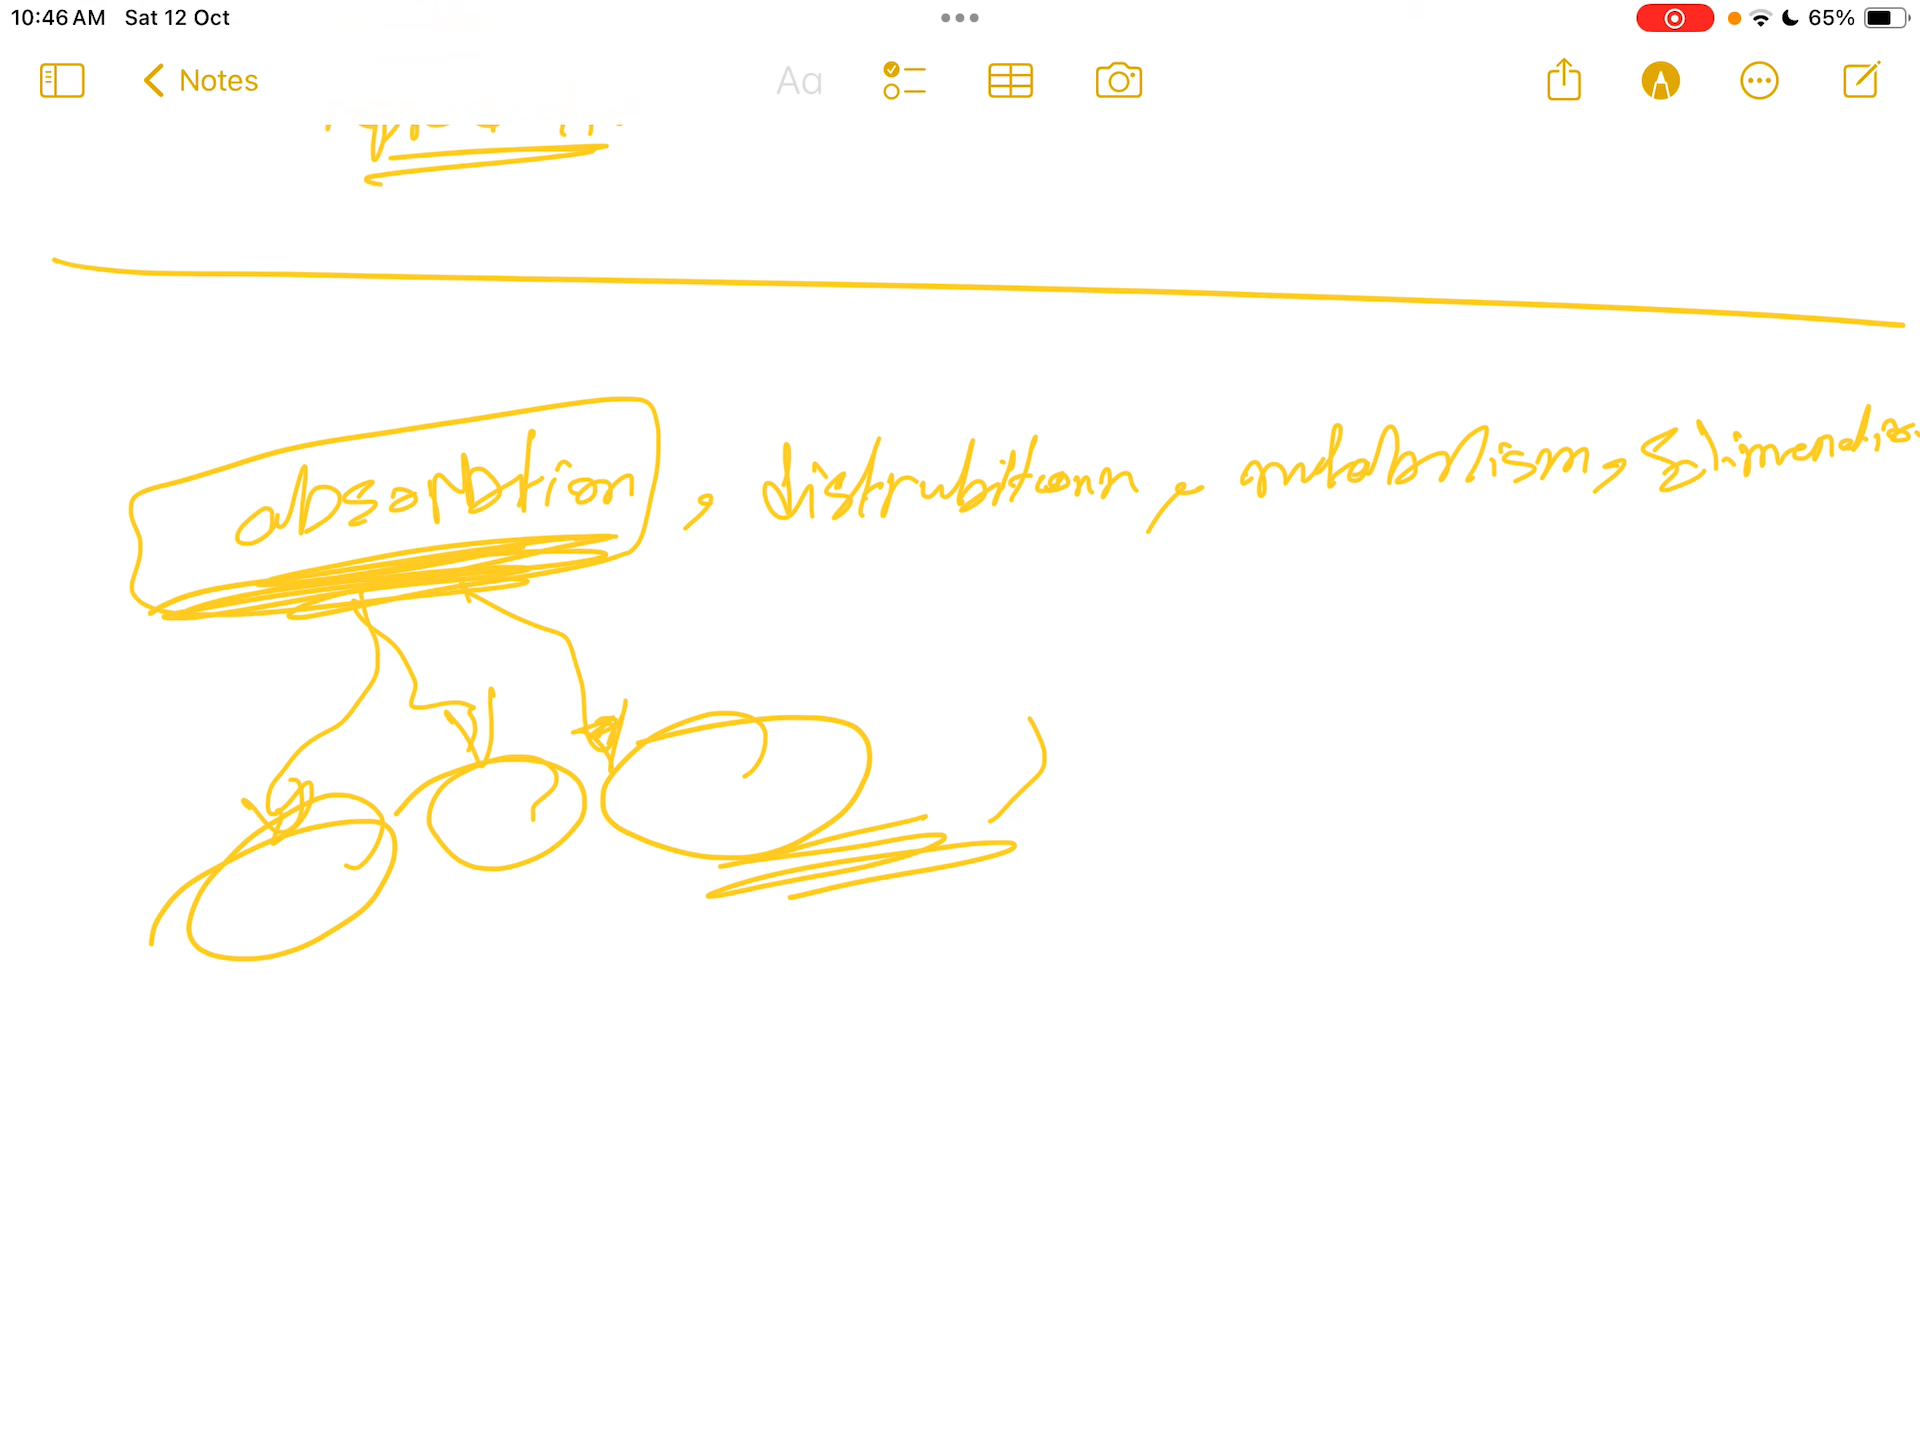 10:46 AM Sat 12 Oct 65%
Notes Aa
absorbtion, distrubitionn, metabolism,